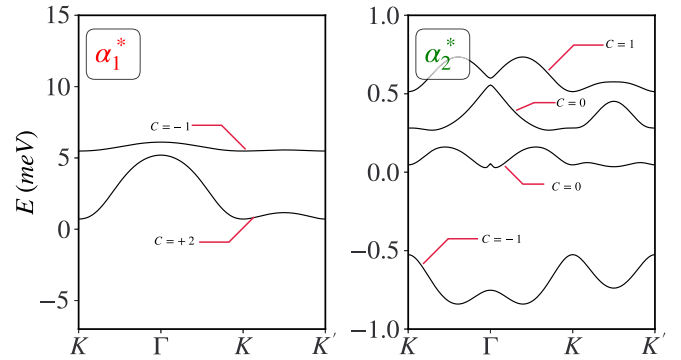 15
10
5
0
−5
E (meV)
α₁*
C = − 1
C = + 2
K Γ K K′
1.0
0.5
0.0
−0.5
−1.0
α₂*
C = 1
C = 0
C = 0
C = − 1
K Γ K K′